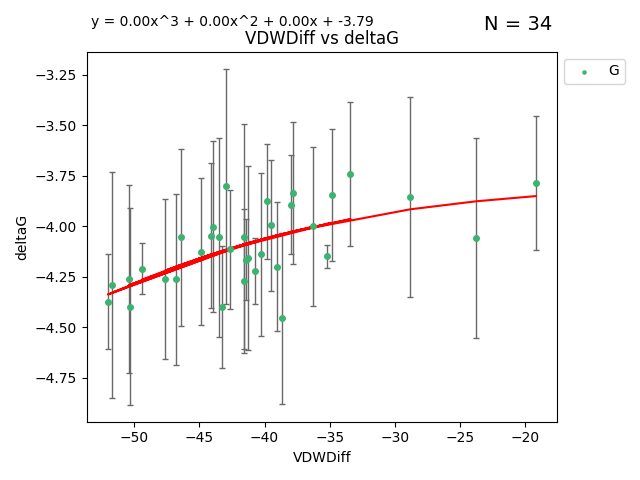 y = 0.00x^3 + 0.00x^2 + 0.00x + -3.79
N = 34
VDWDiff vs deltaG
G
−3.25
−3.50
−3.75
−4.00
−4.25
−4.50
−4.75
deltaG
−50 −45 −40 −35 −30 −25 −20
VDWDiff